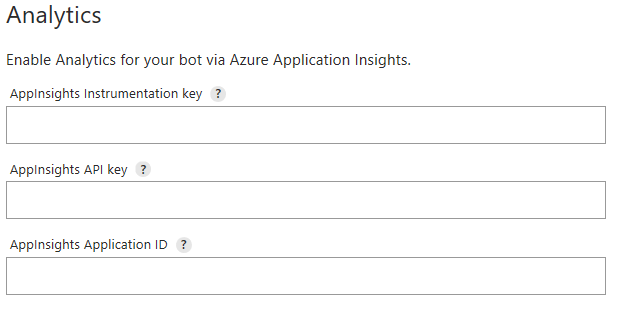 Analytics
Enable Analytics for your bot via Azure Application Insights.
AppInsights Instrumentation key ?
AppInsights API key ?
AppInsights Application ID ?